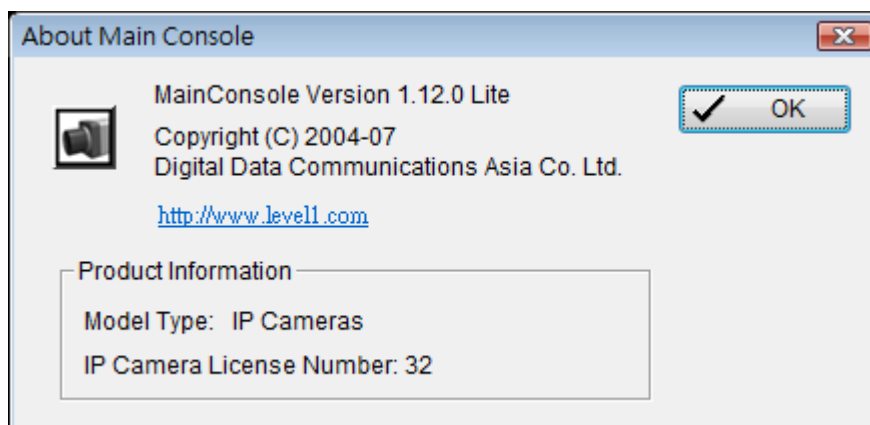 About Main Console
MainConsole Version 1.12.0 Lite
OK
Copyright (C) 2004-07
Digital Data Communications Asia Co. Ltd.
http://www.level1.com
Product Information
Model Type: IP Cameras
IP Camera License Number: 32